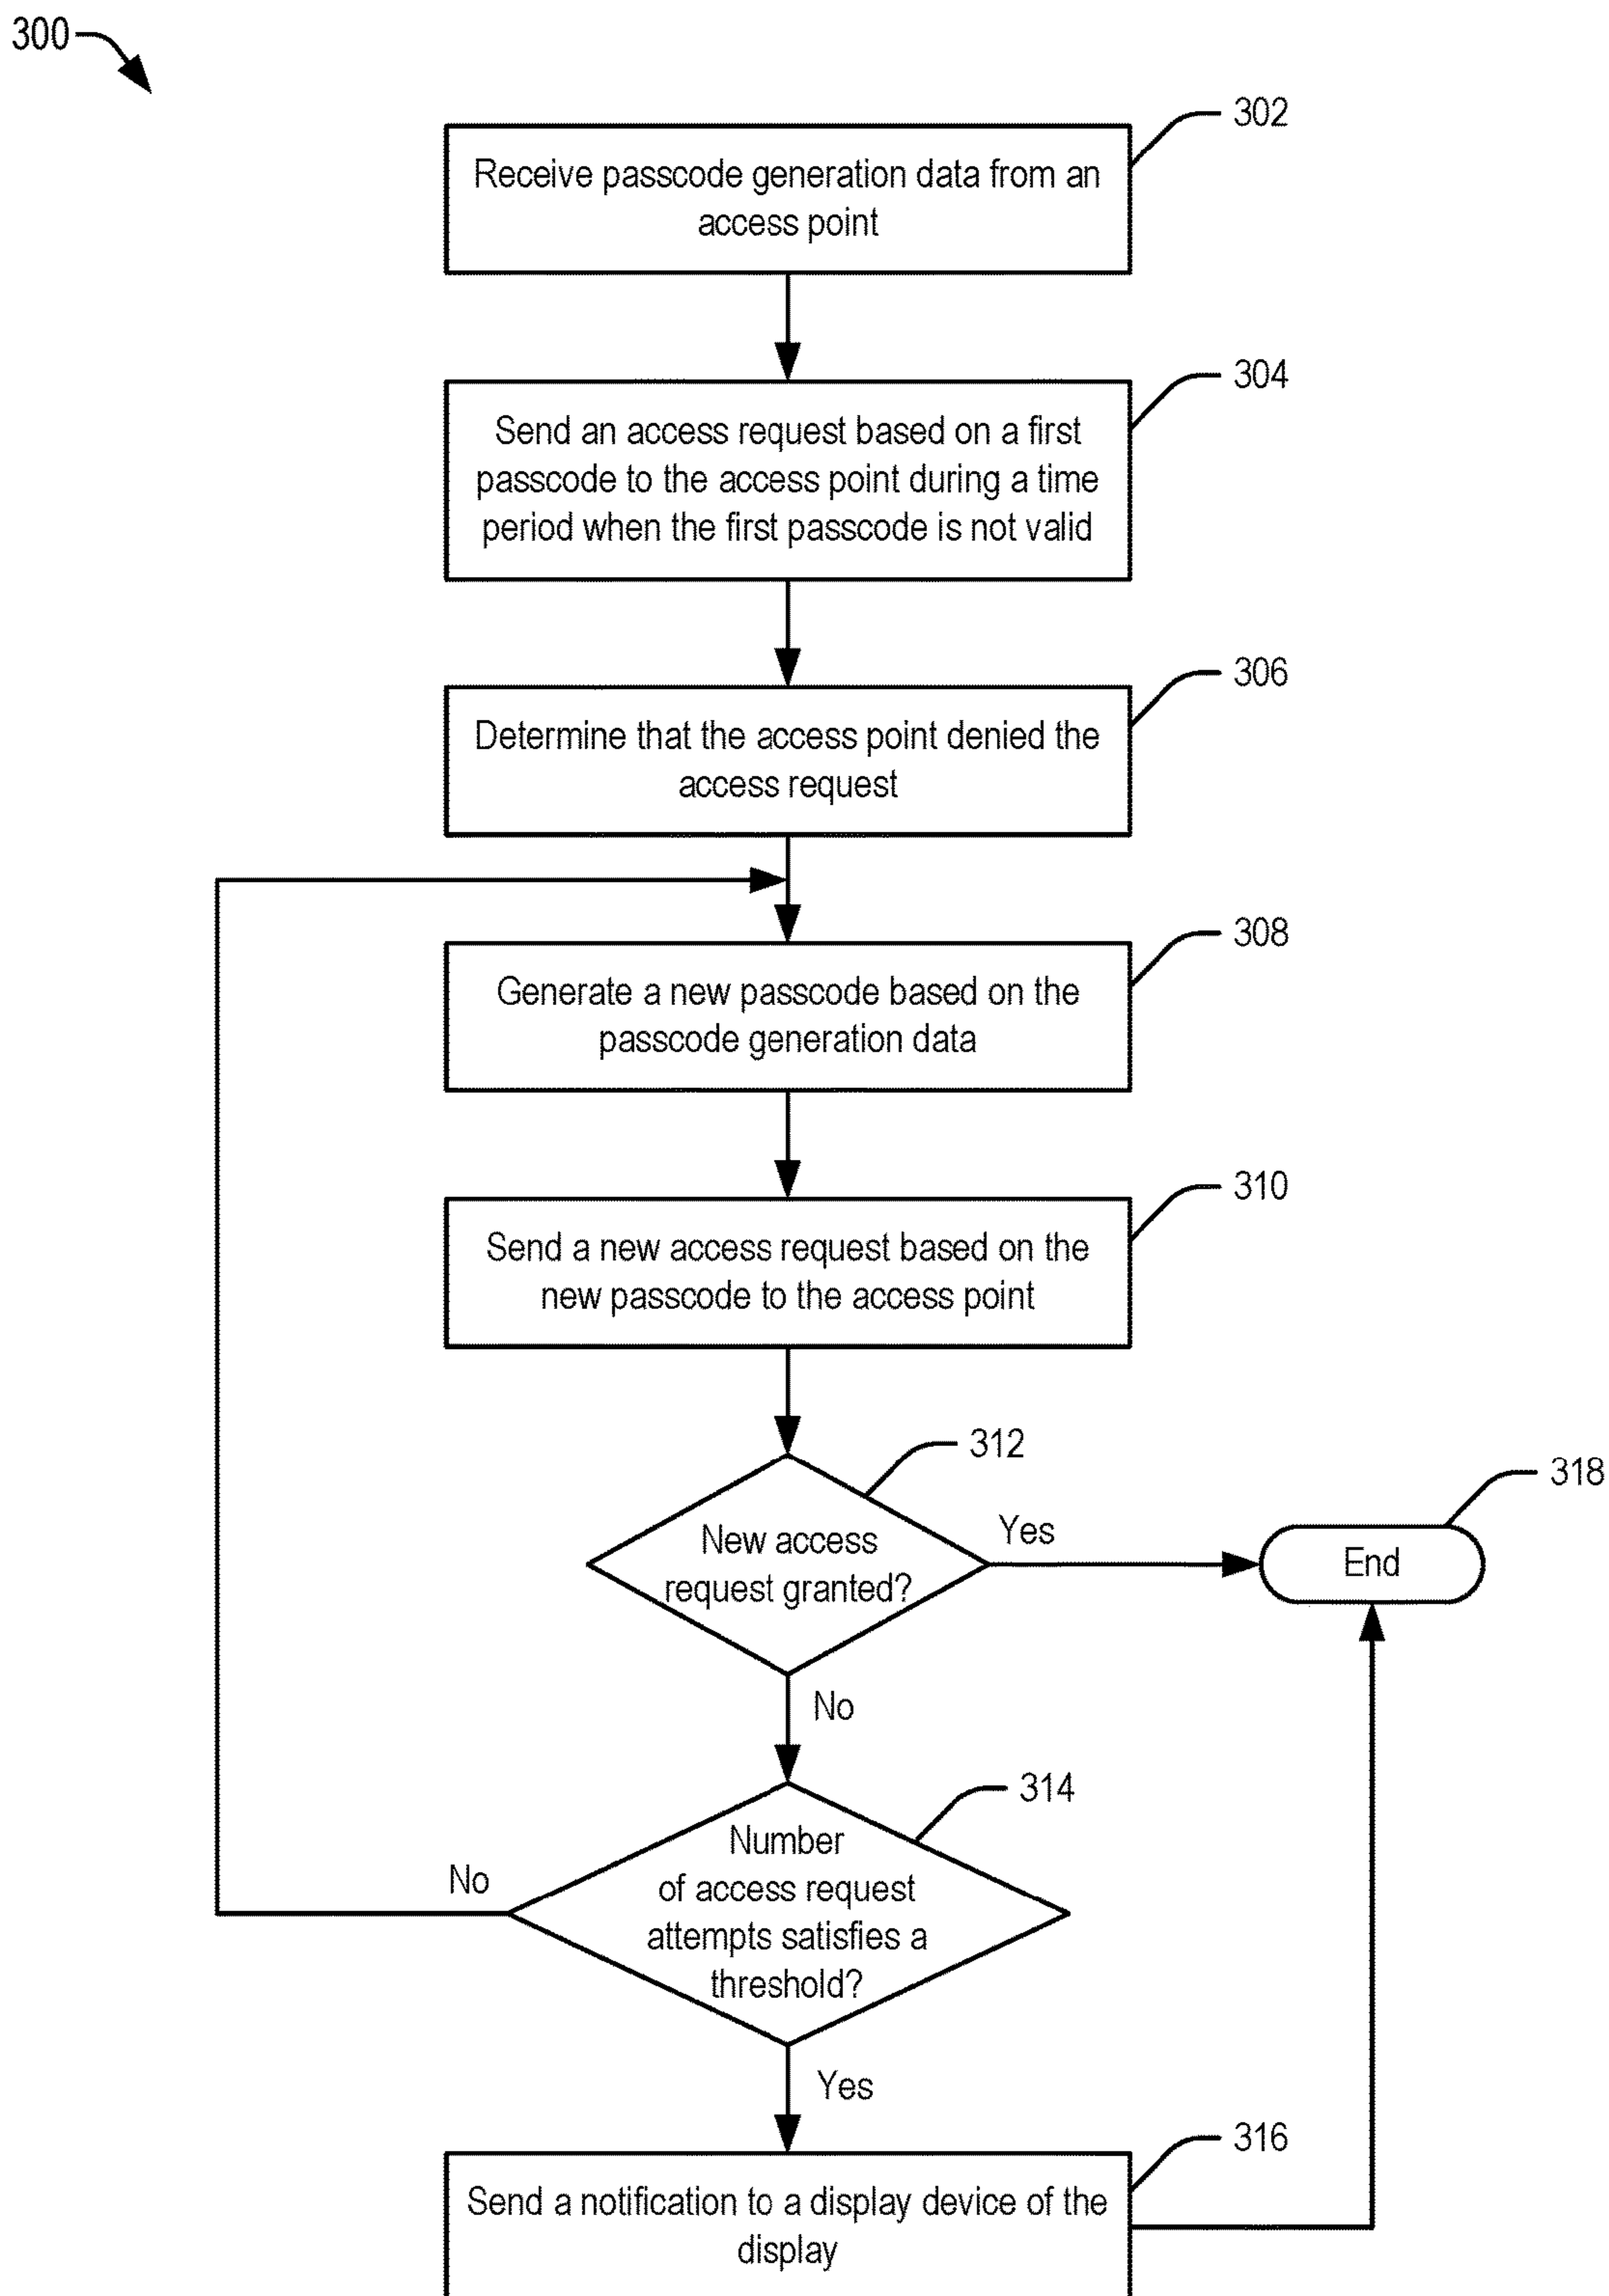 300
302
Receive passcode generation data from an
access point
304
Send an access request based on a first
passcode to the access point during a time
period when the first passcode is not valid
306
Determine that the access point denied the
access request
308
Generate a new passcode based on the
passcode generation data
310
Send a new access request based on the
new passcode to the access point
312
New access
request granted?
Yes
318
End
No
314
Number
of access request
attempts satisfies a
threshold?
No
Yes
316
Send a notification to a display device of the
display